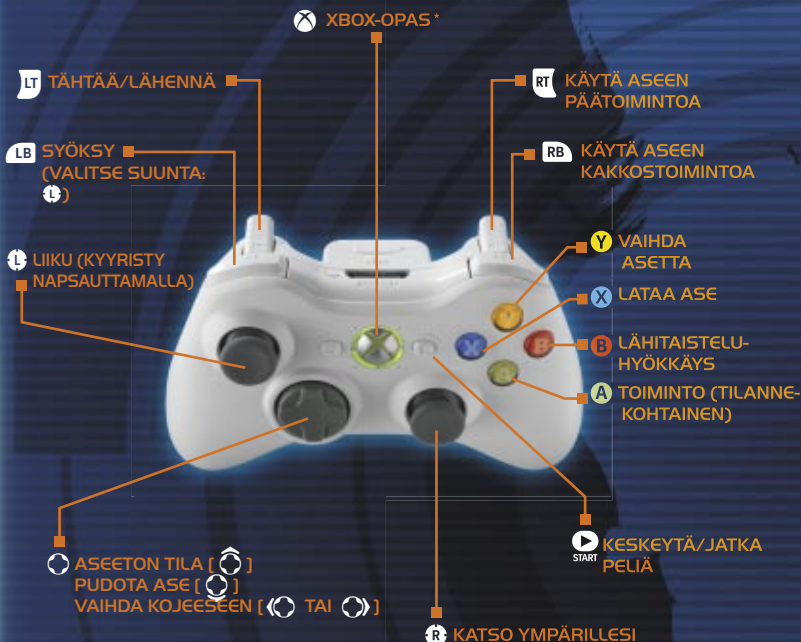 XBOX-OPAS *
LT TÄHTÄÄ/LÄHENNÄ
RT KÄYTÄ ASEEN
PÄÄTOIMINTOA
LB SYÖKSY
(VALITSE SUUNTA:
L)
RB KÄYTÄ ASEEN
KAKKOSTOIMINTOA
L LIIKU (KYYRISTY
NAPSAUTTAMALLA)
Y VAIHDA
ASETTA
X LATAA ASE
B LÄHITAISTELU-
HYÖKKÄYS
A TOIMINTO (TILANNE-
KOHTAINEN)
ASEETON TILA [ ]
PUDOTA ASE [ ]
VAIHDA KOJEESEEN [ TAI ]
START KESKEYTÄ/JATKA
PELIÄ
R KATSO YMPÄRILLESI